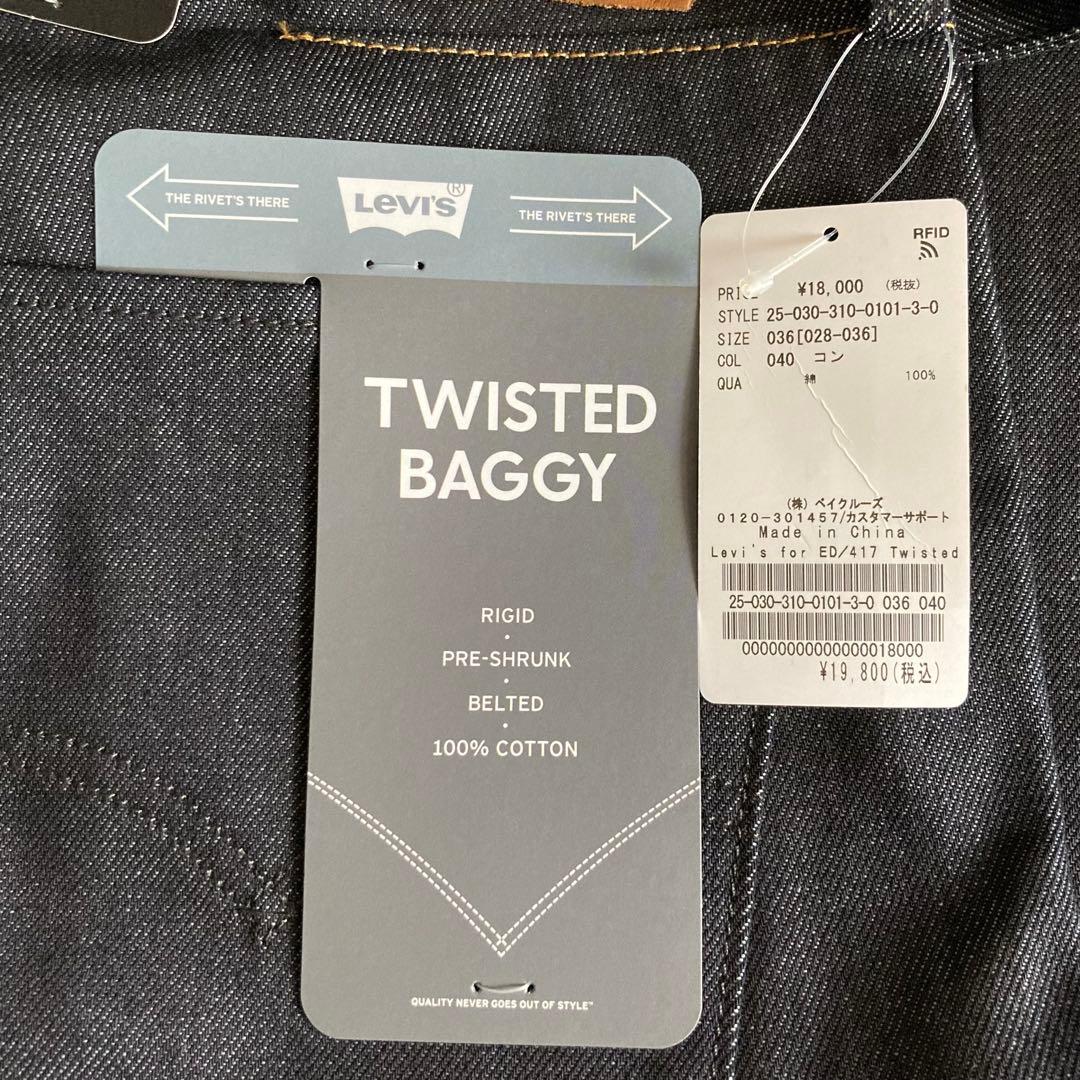 THE RIVET'S THERE
LEVI'S®
THE RIVET'S THERE
TWISTED
BAGGY
RIGID
•
PRE-SHRUNK
•
BELTED
•
100% COTTON
QUALITY NEVER GOES OUT OF STYLE™
RFID
PRICE ¥18,000 (税抜)
STYLE 25-030-310-0101-3-0
SIZE 036[028-036]
COL 040 コン
QUA 綿 100%
(株) ベイクルーズ
0120-301457/カスタマーサポート
Made in China
Levi's for ED/417 Twisted
25-030-310-0101-3-0 036 040
00000000000000018000
¥19,800(税込)